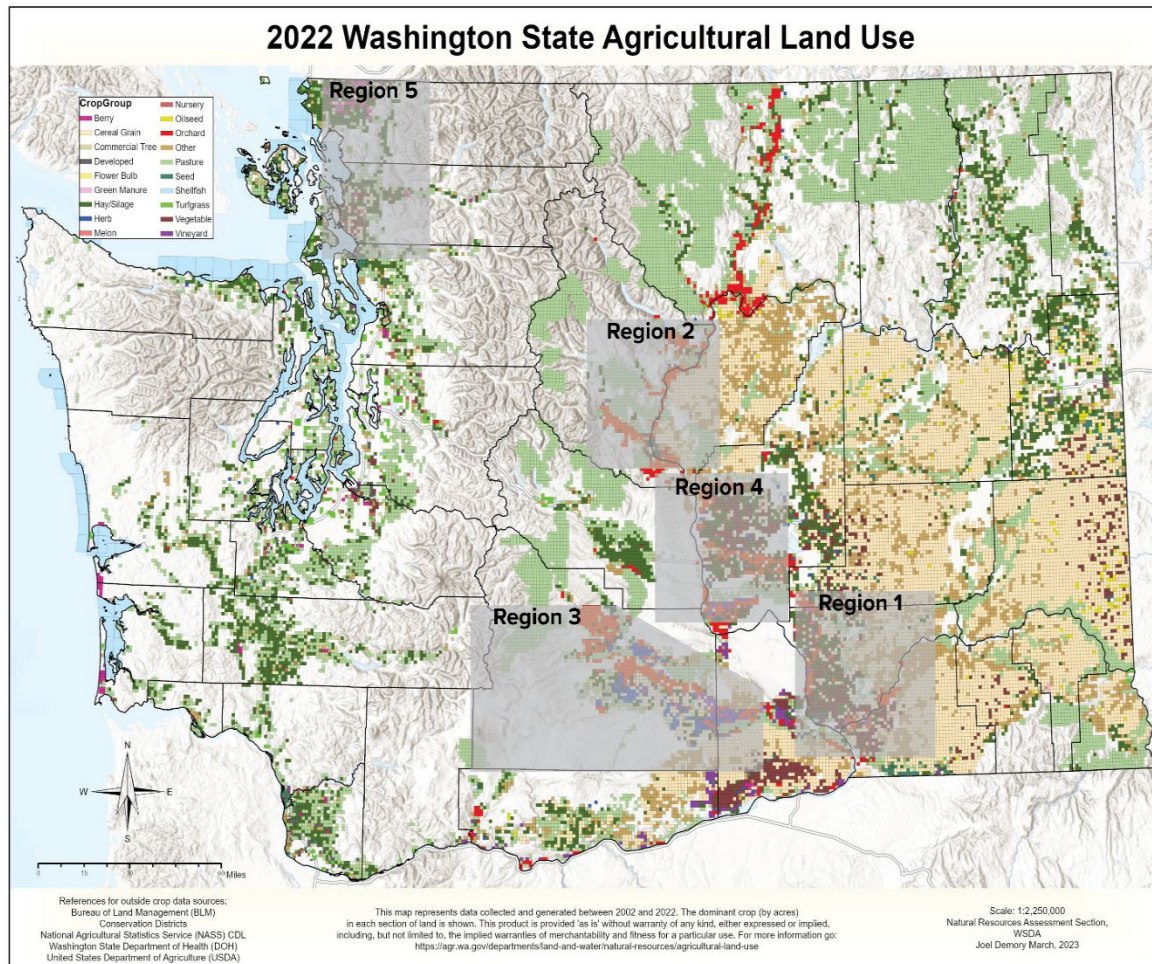 2022 Washington State Agricultural Land Use
Region 5
CropGroup
Berry
Cereal Grain
Commercial Tree
Developed
Flower Bulb
Green Manure
Hay/Silage
Herb
Melon
Nursery
Oilseed
Orchard
Other
Pasture
Seed
Shellfish
Turfgrass
Vegetable
Vineyard
Region 2
Region 4
Region 1
Region 3
N
W
E
S
0 15 30 60 Miles
References for outside crop data sources:
Bureau of Land Management (BLM)
Conservation Districts
National Agricultural Statistics Service (NASS) CDL
Washington State Department of Health (DOH)
United States Department of Agriculture (USDA)
This map represents data collected and generated between 2002 and 2022. The dominant crop (by acres)
in each section of land is shown. This product is provided 'as is' without warranty of any kind, either expressed or implied,
including, but not limited to, the implied warranties of merchantability and fitness for a particular use. For more information go:
https://agr.wa.gov/departments/land-and-water/natural-resources/agricultural-land-use
Scale: 1:2,250,000
Natural Resources Assessment Section,
WSDA
Joel Demory March, 2023